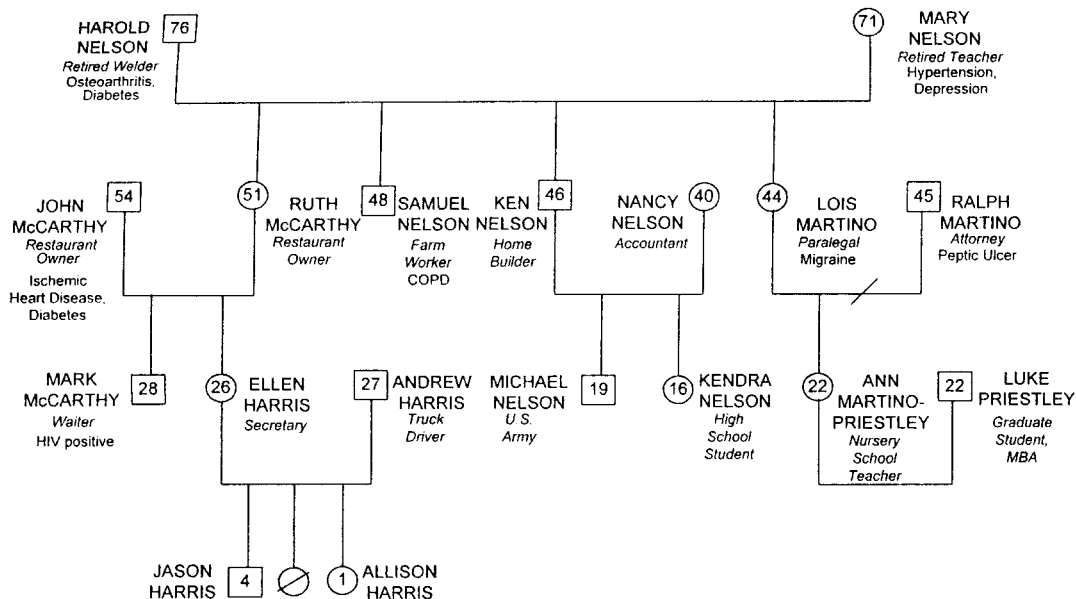 HAROLD
NELSON
Retired Welder
Osteoarthritis,
Diabetes
76
71
MARY
NELSON
Retired Teacher
Hypertension,
Depression
JOHN
McCARTHY
Restaurant
Owner
Ischemic
Heart Disease,
Diabetes
54
51
RUTH
McCARTHY
Restaurant
Owner
48
SAMUEL
NELSON
Farm
Worker
COPD
KEN
NELSON
Home
Builder
46
NANCY
NELSON
Accountant
40
44
LOIS
MARTINO
Paralegal
Migraine
45
RALPH
MARTINO
Attorney
Peptic Ulcer
MARK
McCARTHY
Waiter
HIV positive
28
26
ELLEN
HARRIS
Secretary
27
ANDREW
HARRIS
Truck
Driver
MICHAEL
NELSON
U.S.
Army
19
16
KENDRA
NELSON
High
School
Student
22
ANN
MARTINO-
PRIESTLEY
Nursery
School
Teacher
22
LUKE
PRIESTLEY
Graduate
Student,
MBA
JASON
HARRIS
4
1
ALLISON
HARRIS